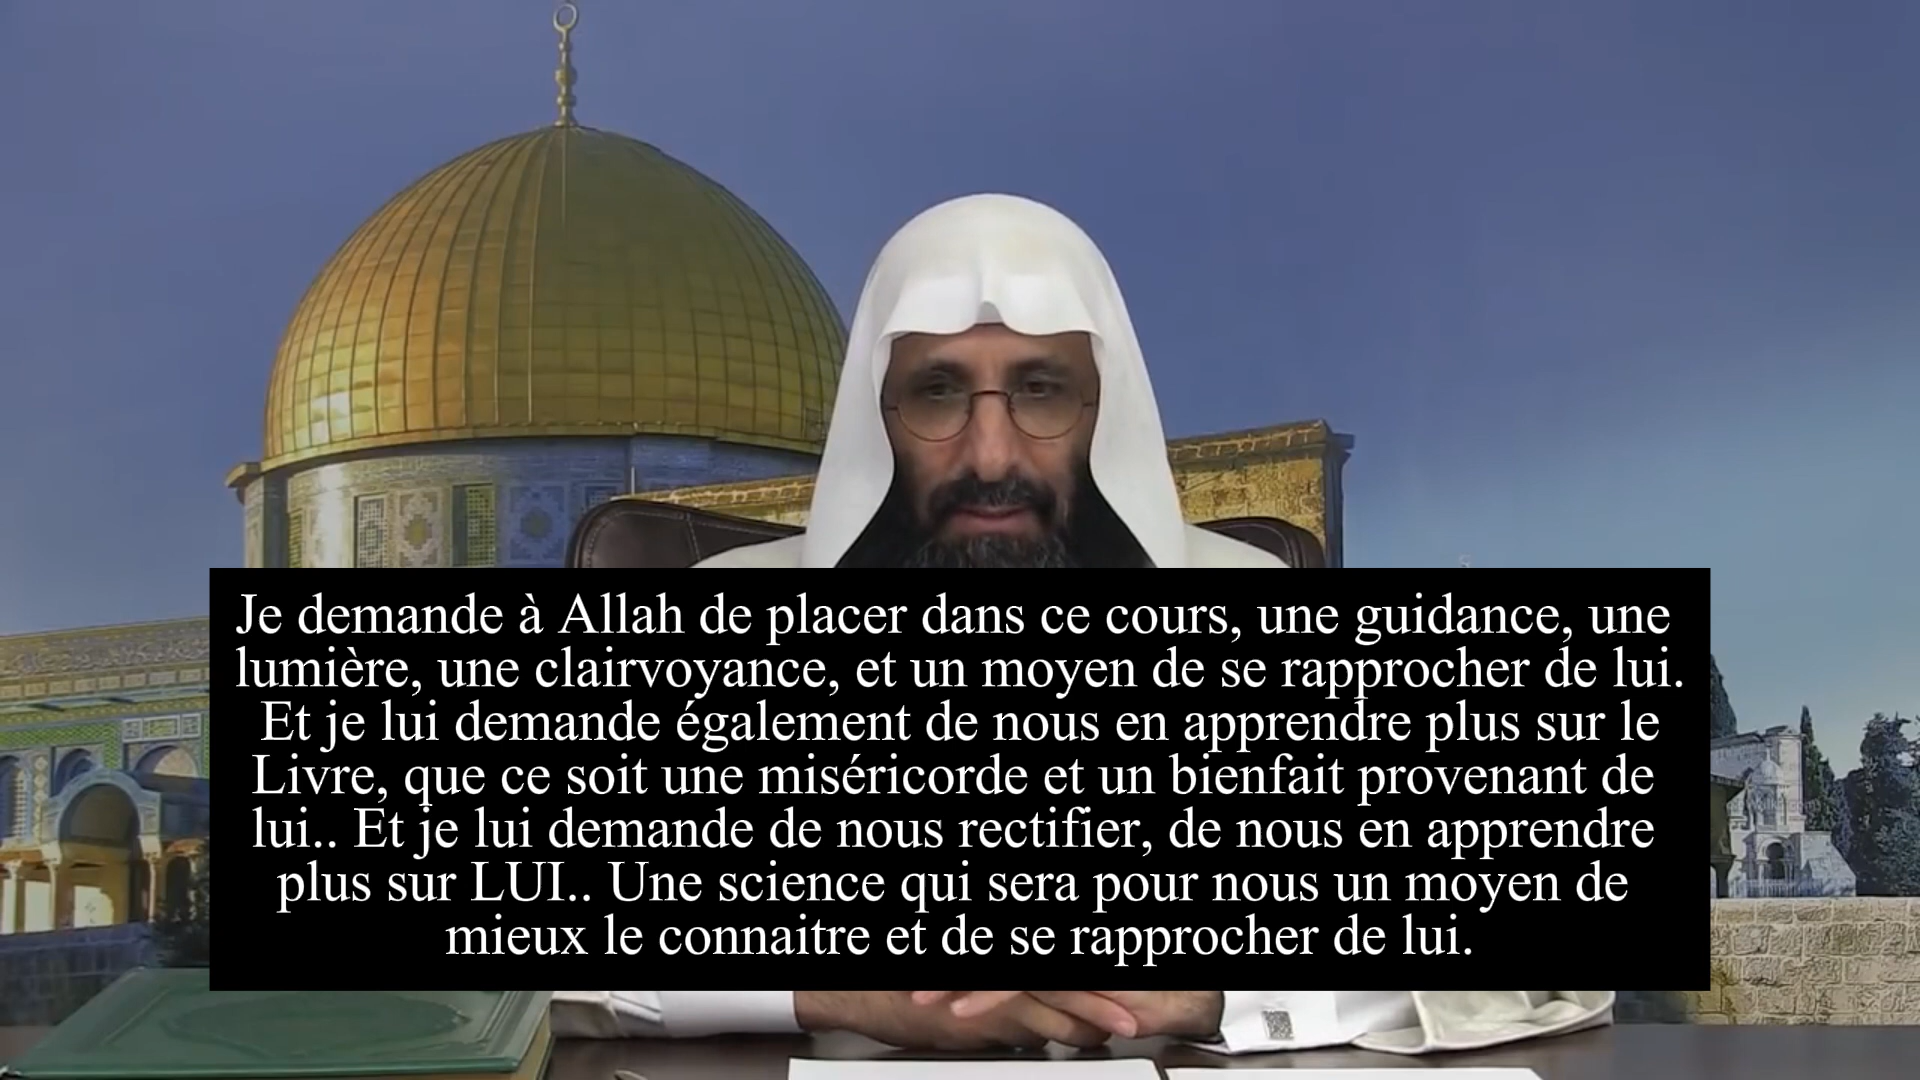 Je demande à Allah de placer dans ce cours, une guidance, une
lumière, une clairvoyance, et un moyen de se rapprocher de lui.
Et je lui demande également de nous en apprendre plus sur le
Livre, que ce soit une miséricorde et un bienfait provenant de
lui.. Et je lui demande de nous rectifier, de nous en apprendre
plus sur LUI.. Une science qui sera pour nous un moyen de
mieux le connaitre et de se rapprocher de lui.